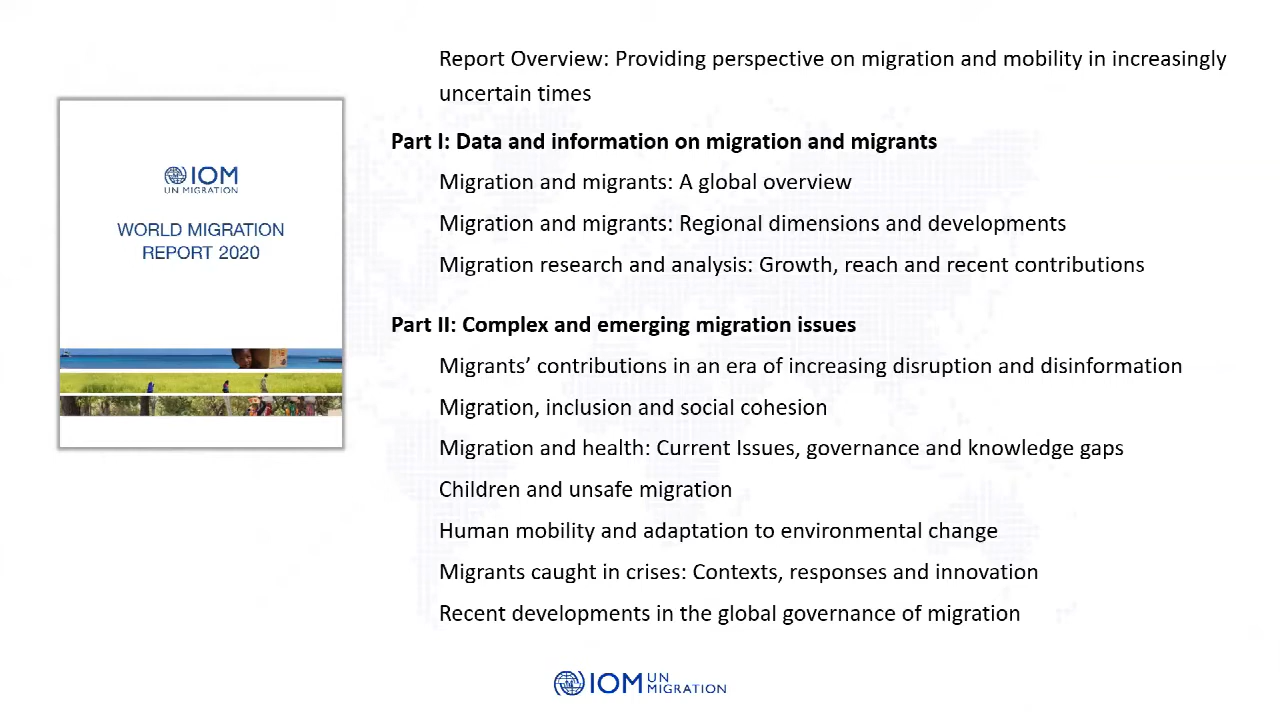 Report Overview: Providing perspective on migration and mobility in increasingly
uncertain times
Part I: Data and information on migration and migrants
Migration and migrants: A global overview
Migration and migrants: Regional dimensions and developments
Migration research and analysis: Growth, reach and recent contributions
Part II: Complex and emerging migration issues
Migrants’ contributions in an era of increasing disruption and disinformation
Migration, inclusion and social cohesion
Migration and health: Current Issues, governance and knowledge gaps
Children and unsafe migration
Human mobility and adaptation to environmental change
Migrants caught in crises: Contexts, responses and innovation
Recent developments in the global governance of migration
IOM
UN MIGRATION
WORLD MIGRATION
REPORT 2020
IOM UN
MIGRATION